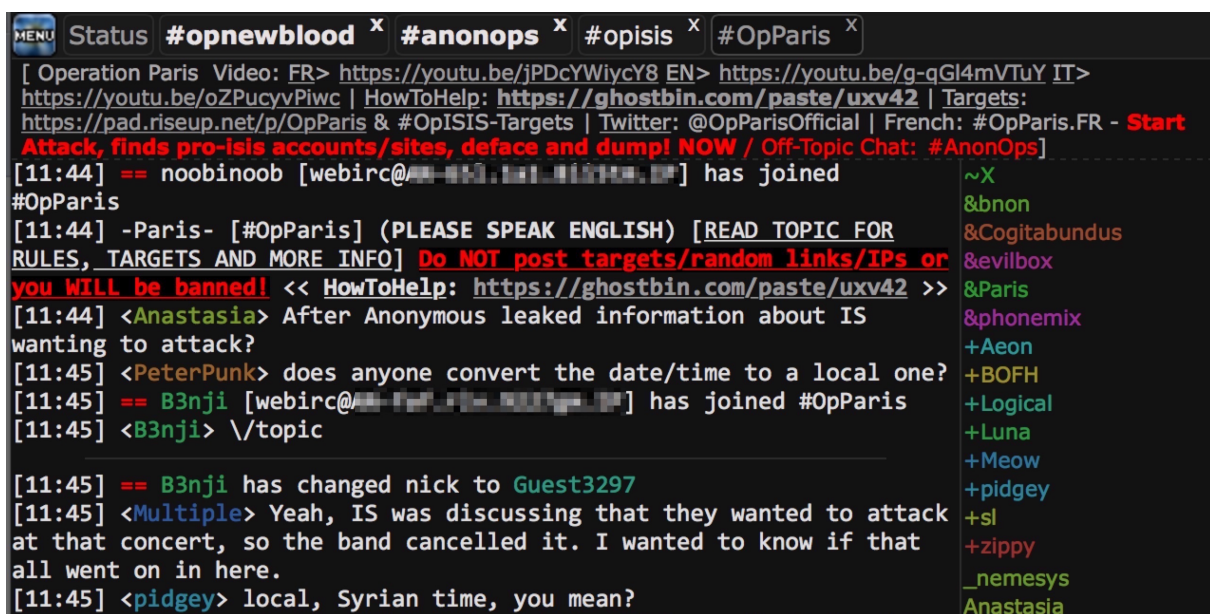 MENU Status #opnewblood x #anonops x #opisis x #OpParis x
[ Operation Paris Video: FR> https://youtu.be/jPDcYWiycY8 EN> https://youtu.be/g-qGl4mVTuY IT>
https://youtu.be/oZPucyvPiwc | HowToHelp: https://ghostbin.com/paste/uxv42 | Targets:
https://pad.riseup.net/p/OpParis & #OpISIS-Targets | Twitter: @OpParisOfficial | French: #OpParis.FR - Start
Attack, finds pro-isis accounts/sites, deface and dump! NOW / Off-Topic Chat: #AnonOps]
[11:44] == noobinoob [webirc@ ] has joined
#OpParis
[11:44] -Paris- [#OpParis] (PLEASE SPEAK ENGLISH) [READ TOPIC FOR
RULES, TARGETS AND MORE INFO] Do NOT post targets/random links/IPs or
you WILL be banned! << HowToHelp: https://ghostbin.com/paste/uxv42 >>
[11:44] <Anastasia> After Anonymous leaked information about IS
wanting to attack?
[11:45] <PeterPunk> does anyone convert the date/time to a local one?
[11:45] == B3nji [webirc@ ] has joined #OpParis
[11:45] <B3nji> \/topic
[11:45] == B3nji has changed nick to Guest3297
[11:45] <Multiple> Yeah, IS was discussing that they wanted to attack
at that concert, so the band cancelled it. I wanted to know if that
all went on in here.
[11:45] <pidgey> local, Syrian time, you mean?
~X
&bnon
&Cogitabundus
&evilbox
&Paris
&phonemix
+Aeon
+BOFH
+Logical
+Luna
+Meow
+pidgey
+sl
+zippy
_nemesys
Anastasia